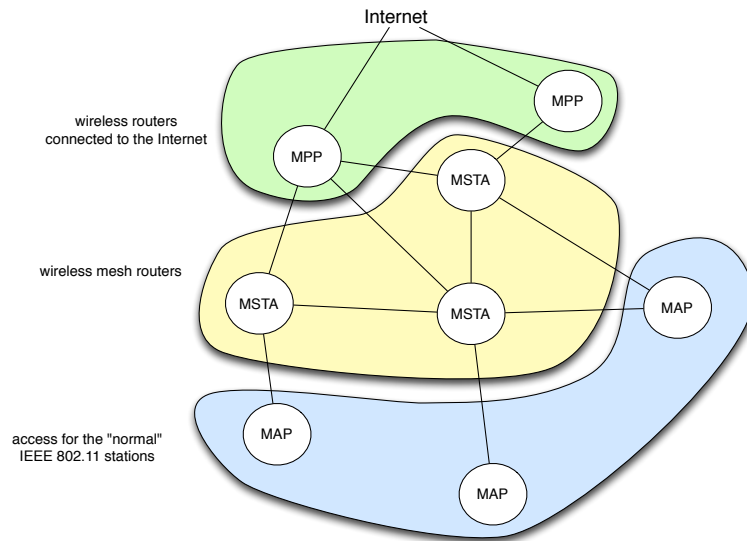 Internet
MPP
wireless routers
connected to the Internet
MPP
MSTA
wireless mesh routers
MSTA
MSTA
MAP
access for the "normal"
IEEE 802.11 stations
MAP
MAP